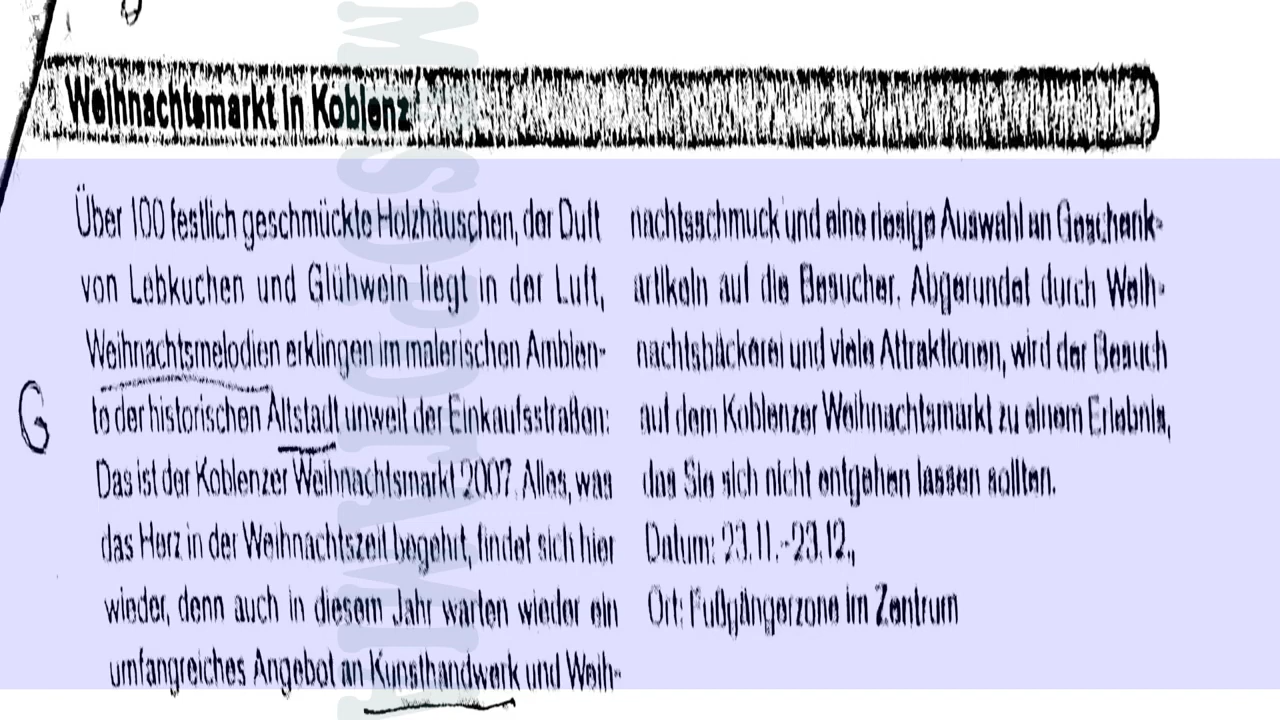 Weihnachtsmarkt in Koblenz
Über 100 festlich geschmückte Holzhäuschen, der Duft
von Lebkuchen und Glühwein liegt in der Luft,
Weihnachtsmelodien erklingen im malerischen Ambien-
te der historischen Altstadt unweit der Einkaufsstraßen:
Das ist der Koblenzer Weihnachtsmarkt 2007. Alles, was
das Herz in der Weihnachtszeit begehrt, findet sich hier
wieder, denn auch in diesem Jahr warten wieder ein
umfangreiches Angebot an Kunsthandwerk und Weih-
nachtsschmuck und eine riesige Auswahl an Geschenk-
artikeln auf die Besucher. Abgerundet durch Weih-
nachtsbäckerei und viele Attraktionen, wird der Besuch
auf dem Koblenzer Weihnachtsmarkt zu einem Erlebnis,
das Sie sich nicht entgehen lassen sollten.
Datum: 23.11.-23.12.,
Ort: Fußgängerzone im Zentrum
G